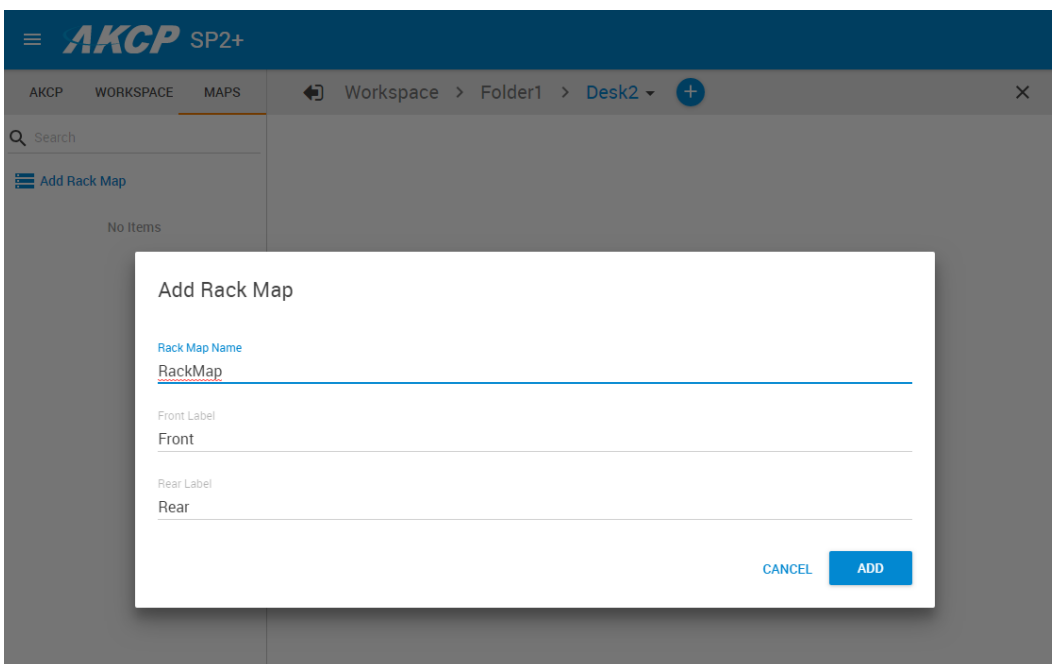 AKCP SP2+
AKCP WORKSPACE MAPS
Workspace > Folder1 > Desk2
Search
Add Rack Map
No Items
Add Rack Map
Rack Map Name
RackMap
Front Label
Front
Rear Label
Rear
CANCEL ADD